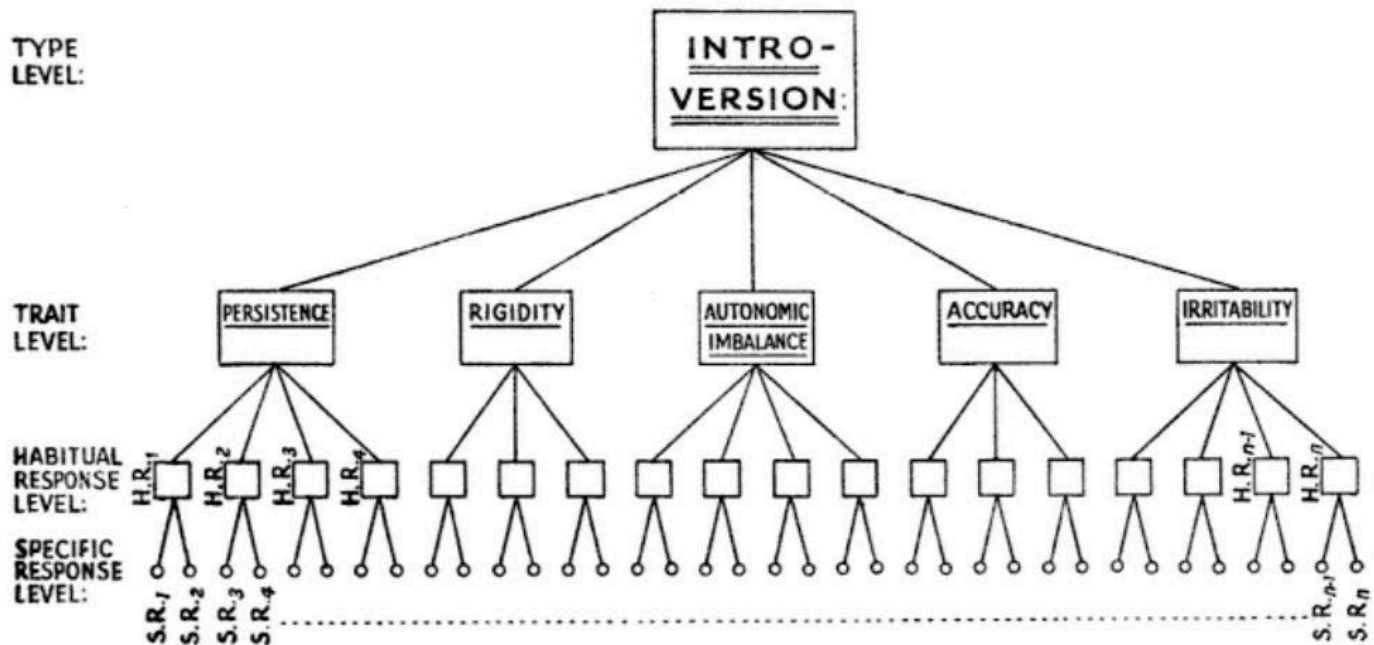 TYPE
LEVEL:
INTRO-
VERSION:
TRAIT
LEVEL:
PERSISTENCE
RIGIDITY
AUTONOMIC
IMBALANCE
ACCURACY
IRRITABILITY
HABITUAL
RESPONSE
LEVEL:
H.R.1
H.R.2
H.R.3
H.R.4
H.R.n-1
H.R.n
SPECIFIC
RESPONSE
LEVEL:
S.R.1
S.R.2
S.R.3
S.R.4
S.R.n-1
S.R.n